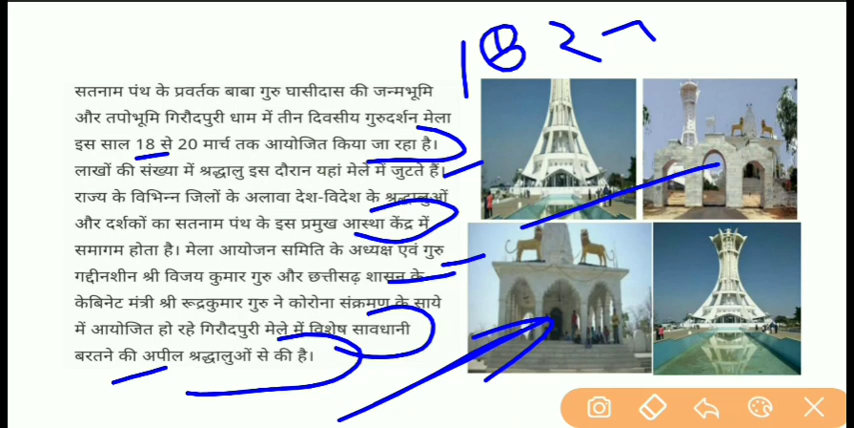 सतनाम पंथ के प्रवर्तक बाबा गुरु घासीदास की जन्मभूमि
और तपोभूमि गिरौदपुरी धाम में तीन दिवसीय गुरुदर्शन मेला
इस साल 18 से 20 मार्च तक आयोजित किया जा रहा है।
लाखों की संख्या में श्रद्धालु इस दौरान यहां मेले में जुटते हैं।
राज्य के विभिन्न जिलों के अलावा देश-विदेश के श्रद्धालुओं
और दर्शकों का सतनाम पंथ के इस प्रमुख आस्था केंद्र में
समागम होता है। मेला आयोजन समिति के अध्यक्ष एवं गुरु
गद्दीनशीन श्री विजय कुमार गुरु और छत्तीसढ़ शासन के
केबिनेट मंत्री श्री रूद्रकुमार गुरु ने कोरोना संक्रमण के साये
में आयोजित हो रहे गिरौदपुरी मेले में विशेष सावधानी
बरतने की अपील श्रद्धालुओं से की है।